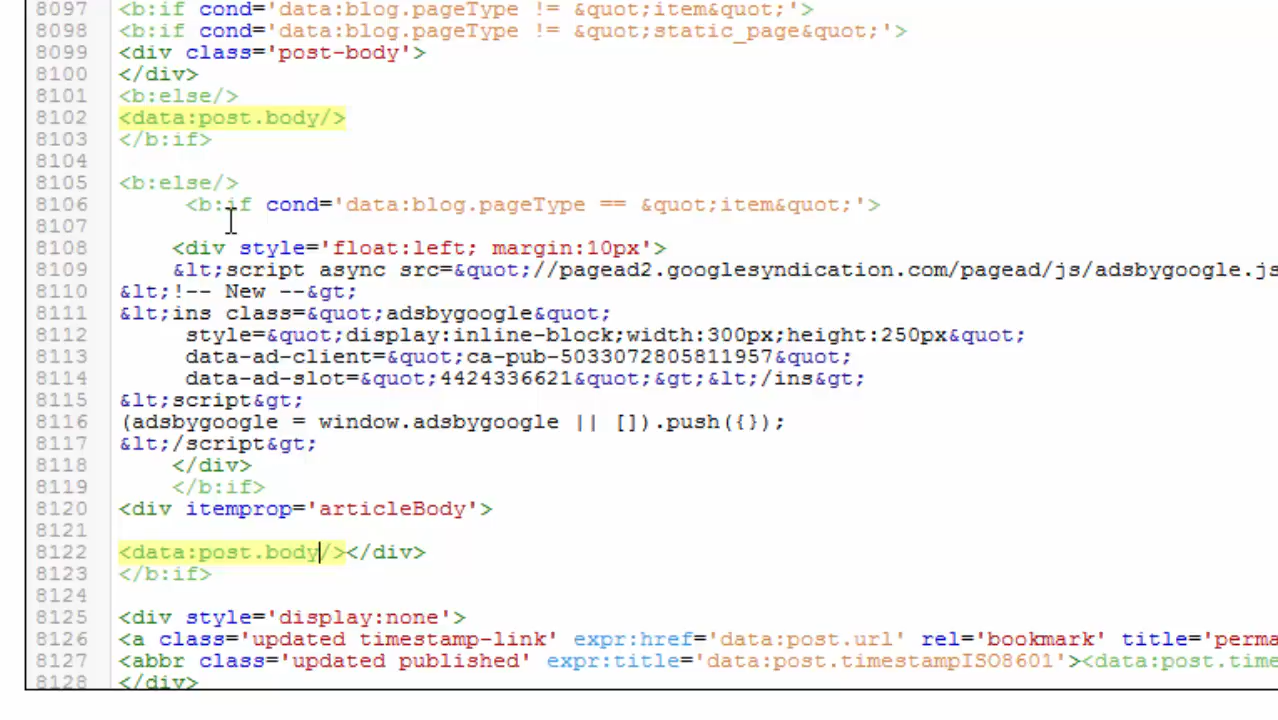 8097 <b:if cond='data:blog.pageType != &quot;item&quot;'>
8098 <b:if cond='data:blog.pageType != &quot;static_page&quot;'>
8099 <div class='post-body'>
8100 </div>
8101 <b:else/>
8102 <data:post.body/>
8103 </b:if>
8104
8105 <b:else/>
8106 <b:if cond='data:blog.pageType == &quot;item&quot;'>
8107
8108 <div style='float:left; margin:10px'>
8109 &lt;script async src=&quot;//pagead2.googlesyndication.com/pagead/js/adsbygoogle.js
8110 &lt;!-- New --&gt;
8111 &lt;ins class=&quot;adsbygoogle&quot;
8112 style=&quot;display:inline-block;width:300px;height:250px&quot;
8113 data-ad-client=&quot;ca-pub-5033072805811957&quot;
8114 data-ad-slot=&quot;4424336621&quot;&gt;&lt;/ins&gt;
8115 &lt;script&gt;
8116 (adsbygoogle = window.adsbygoogle || []).push({});
8117 &lt;/script&gt;
8118 </div>
8119 </b:if>
8120 <div itemprop='articleBody'>
8121
8122 <data:post.body/></div>
8123 </b:if>
8124
8125 <div style='display:none'>
8126 <a class='updated timestamp-link' expr:href='data:post.url' rel='bookmark' title='perma
8127 <abbr class='updated published' expr:title='data:post.timestampISO8601'><data:post.time
8128 </div>